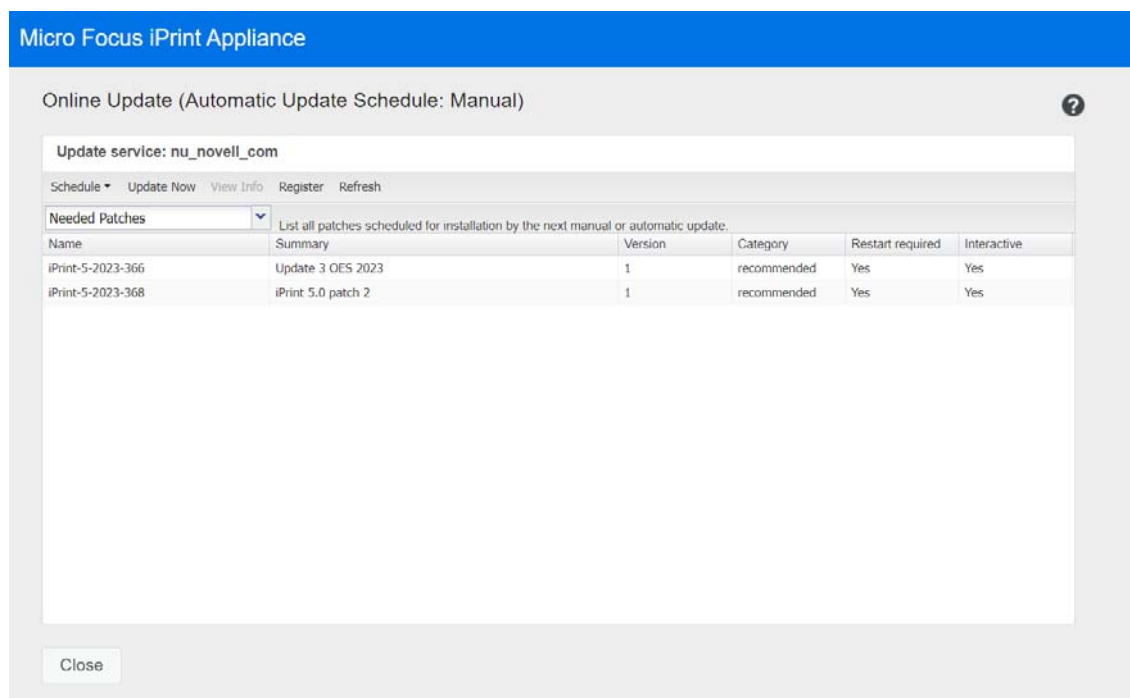 Micro Focus iPrint Appliance
Online Update (Automatic Update Schedule: Manual)
?
Update service: nu_novell_com
Schedule Update Now View Info Register Refresh
Needed Patches List all patches scheduled for installation by the next manual or automatic update.
Name Summary Version Category Restart required Interactive
iPrint-5-2023-366 Update 3 OES 2023 1 recommended Yes Yes
iPrint-5-2023-368 iPrint 5.0 patch 2 1 recommended Yes Yes
Close